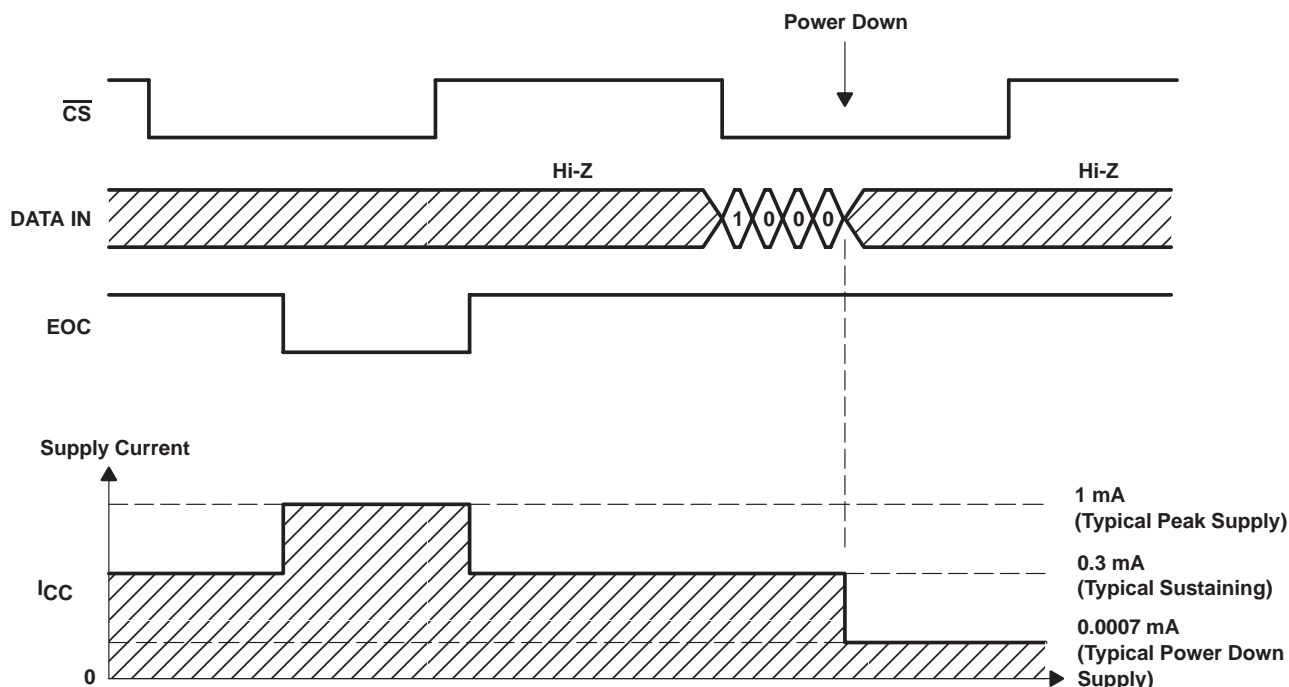 Power Down
CS
Hi-Z
Hi-Z
DATA IN
1 0 0 0
EOC
Supply Current
1 mA
(Typical Peak Supply)
0.3 mA
(Typical Sustaining)
ICC
0.0007 mA
(Typical Power Down
Supply)
0